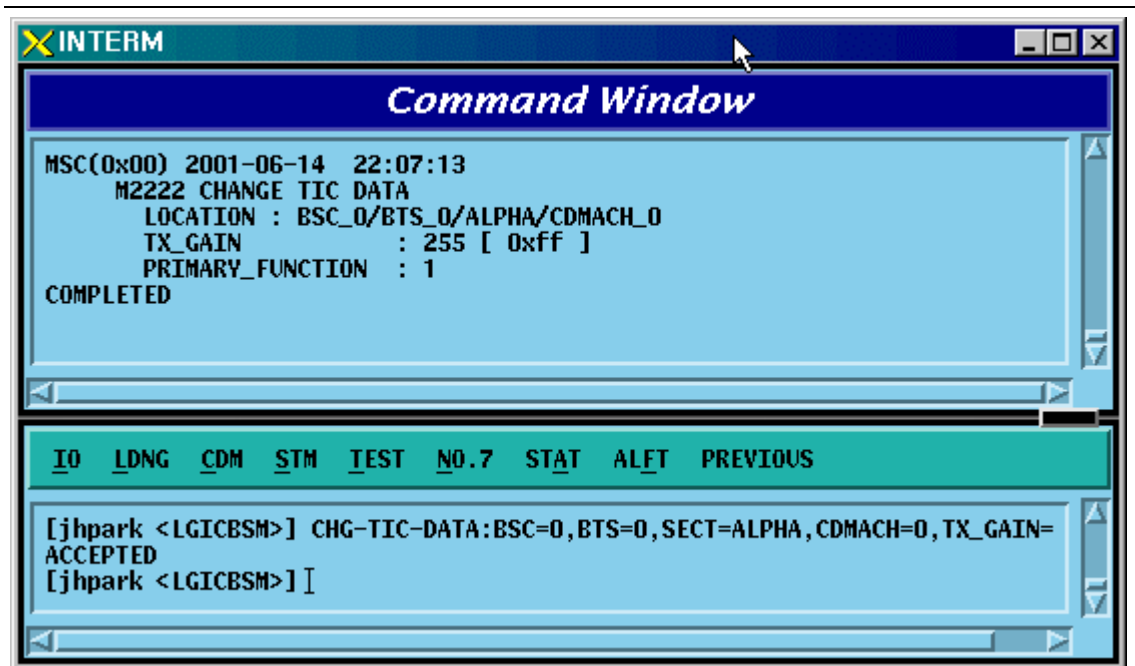 INTERM
Command Window
MSC(0x00) 2001-06-14 22:07:13
M2222 CHANGE TIC DATA
LOCATION : BSC_0/BTS_0/ALPHA/CDMACH_0
TX_GAIN : 255 [ 0xff ]
PRIMARY_FUNCTION : 1
COMPLETED
IO LDNG CDM STM TEST NO.7 STAT ALFT PREVIOUS
[jhpark <LGICBSM>] CHG-TIC-DATA:BSC=0,BTS=0,SECT=ALPHA,CDMACH=0,TX_GAIN=
ACCEPTED
[jhpark <LGICBSM>]